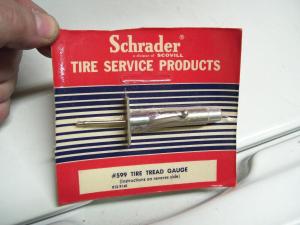 Schrader®
a division of SCOVILL
TIRE SERVICE PRODUCTS
#599 TIRE TREAD GAUGE
(Instructions on reverse side)